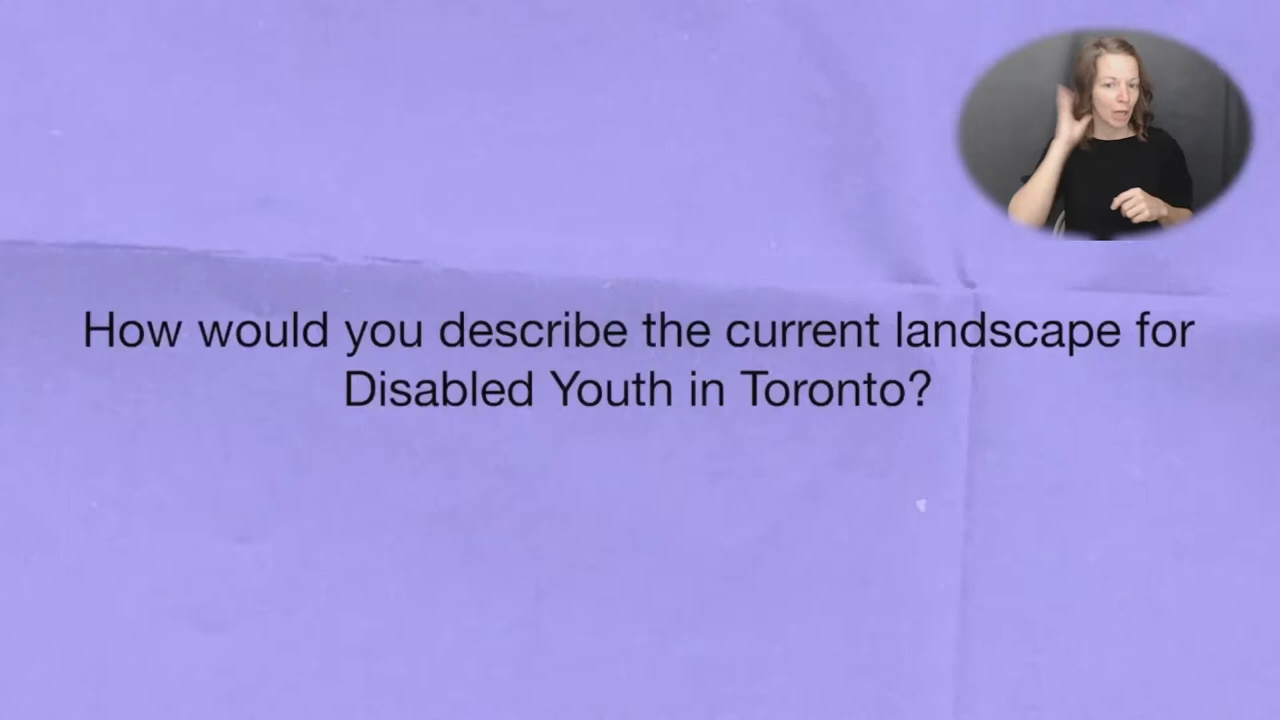 How would you describe the current landscape for
Disabled Youth in Toronto?